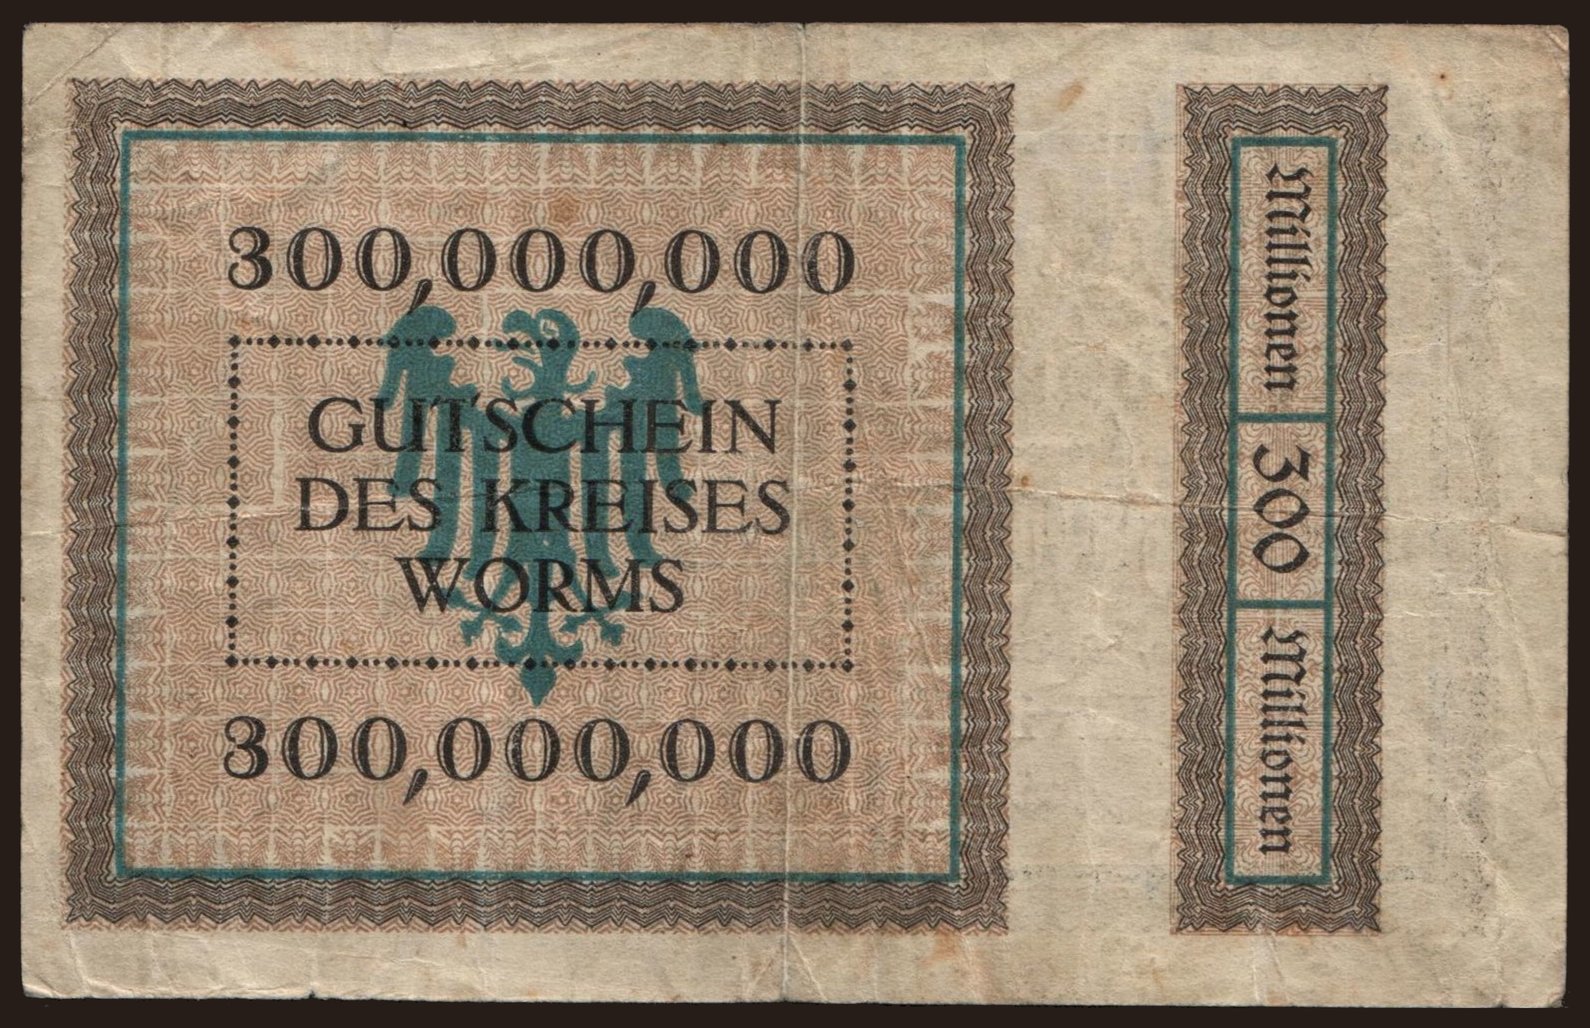 300,000,000
GUTSCHEIN
DES KREISES
WORMS
300,000,000
Millionen
300
Millionen